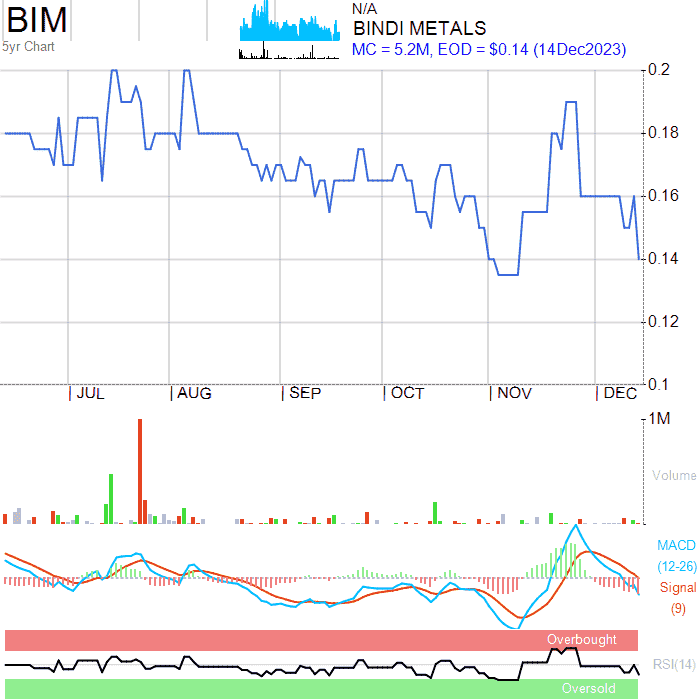 BIM
5yr Chart
N/A
BINDI METALS
MC = 5.2M, EOD = $0.14 (14Dec2023)
0.2
0.18
0.16
0.14
0.12
0.1
JUL AUG SEP OCT NOV DEC
1M
Volume
MACD
(12-26)
Signal
(9)
Overbought
RSI(14)
Oversold